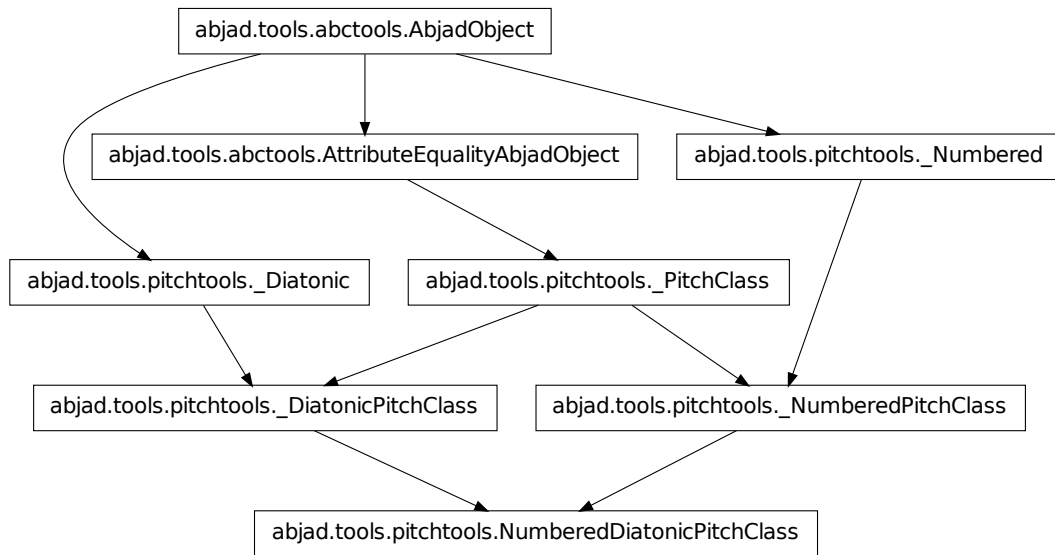 abjad.tools.abctools.AbjadObject
abjad.tools.abctools.AttributeEqualityAbjadObject
abjad.tools.pitchtools._Numbered
abjad.tools.pitchtools._Diatonic
abjad.tools.pitchtools._PitchClass
abjad.tools.pitchtools._DiatonicPitchClass
abjad.tools.pitchtools._NumberedPitchClass
abjad.tools.pitchtools.NumberedDiatonicPitchClass